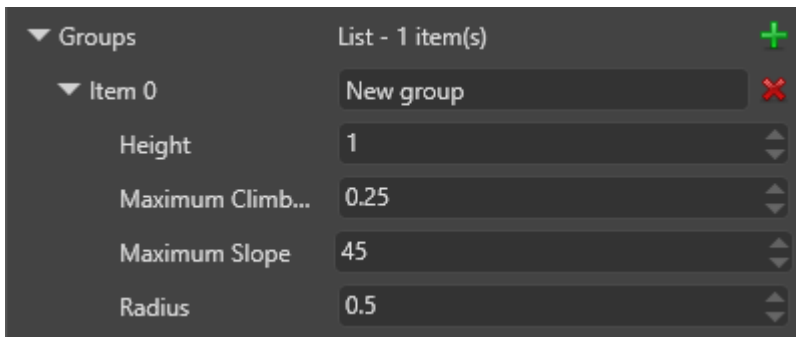 Groups List - 1 item(s)
Item 0 New group
Height 1
Maximum Climb... 0.25
Maximum Slope 45
Radius 0.5